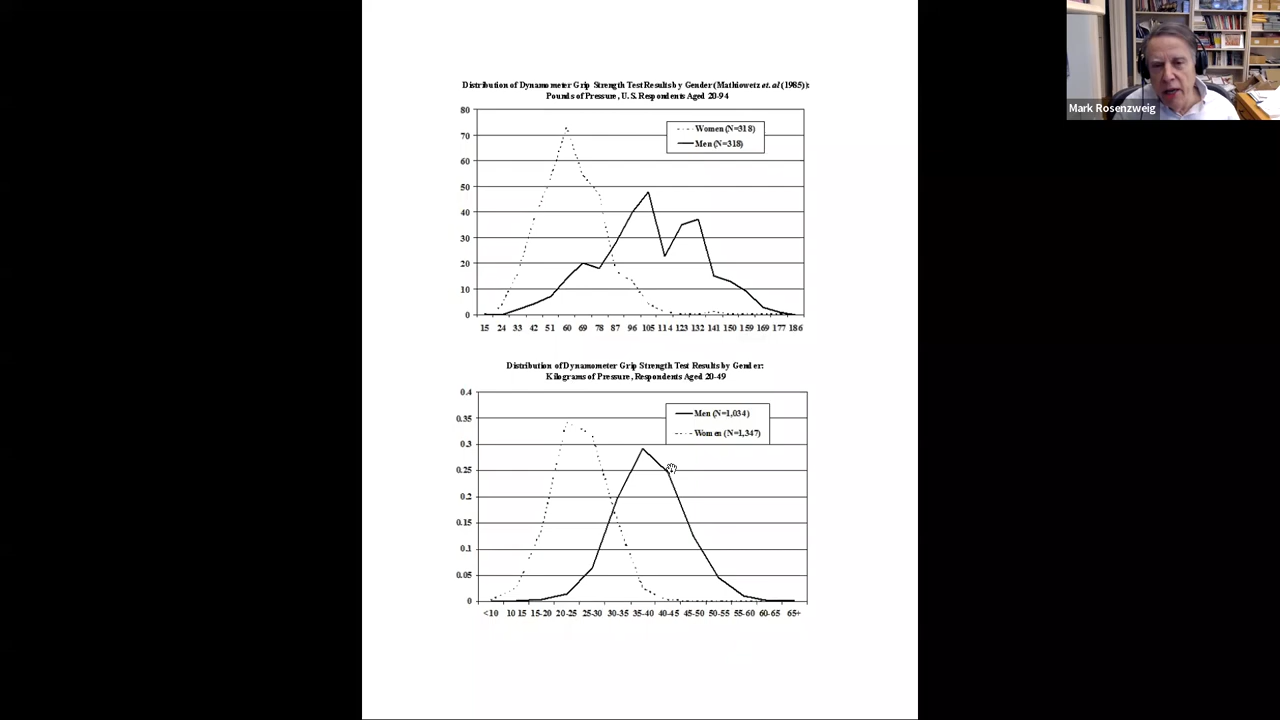 Mark Rosenzweig
Distribution of Dynamometer Grip Strength Test Results by Gender (Mathiowetz et. al (1985):
Pounds of Pressure, U.S. Respondents Aged 20-94
80
70
60
50
40
30
20
10
0
Women (N=318)
Men (N=318)
15 24 33 42 51 60 69 78 87 96 105 114 123 132 141 150 159 169 177 186
Distribution of Dynamometer Grip Strength Test Results by Gender:
Kilograms of Pressure, Respondents Aged 20-49
0.4
0.35
0.3
0.25
0.2
0.15
0.1
0.05
0
Men (N=1,034)
Women (N=1,347)
<10 10 15 15-20 20-25 25-30 30-35 35-40 40-45 45-50 50-55 55-60 60-65 65+